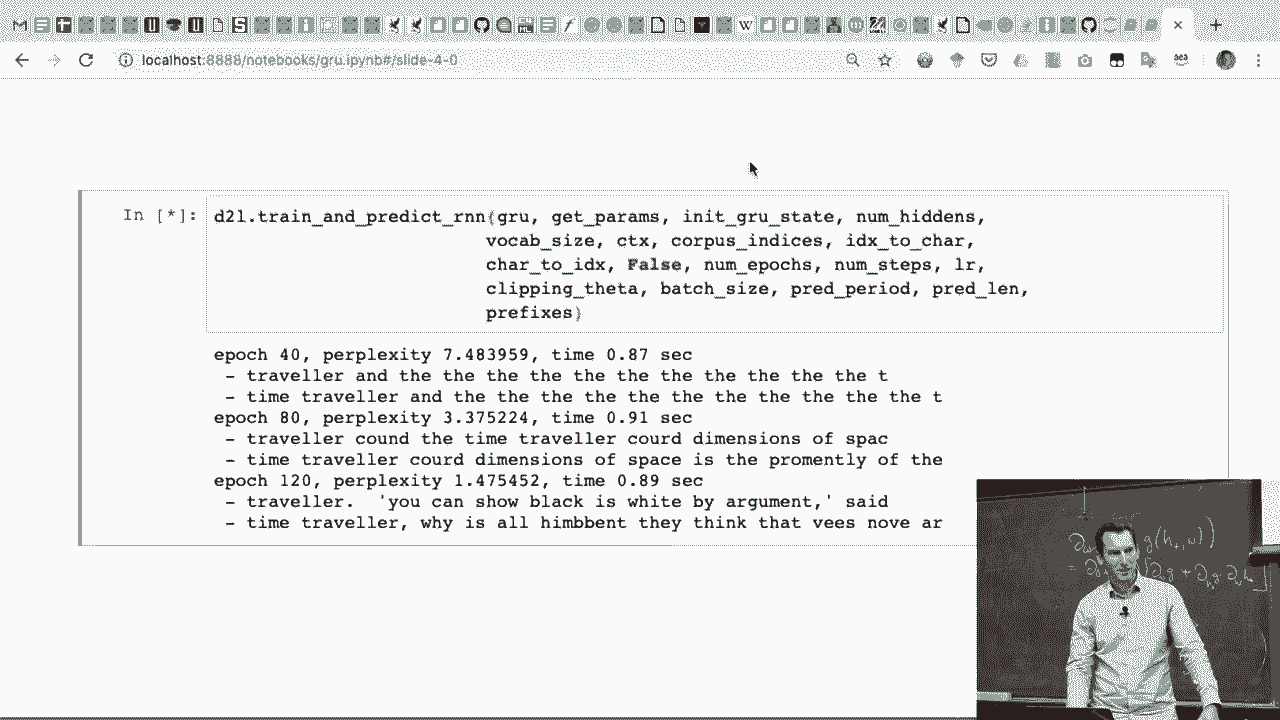 localhost:8888/notebooks/gru.ipynb#/slide-4-0
In [*]:
d2l.train_and_predict_rnn(gru, get_params, init_gru_state, num_hiddens,
vocab_size, ctx, corpus_indices, idx_to_char,
char_to_idx, False, num_epochs, num_steps, lr,
clipping_theta, batch_size, pred_period, pred_len,
prefixes)
epoch 40, perplexity 7.483959, time 0.87 sec
- traveller and the the the the the the the the the the the t
- time traveller and the the the the the the the the the the the the t
epoch 80, perplexity 3.375224, time 0.91 sec
- traveller cound the time traveller courd dimensions of spac
- time traveller courd dimensions of space is the promently of the
epoch 120, perplexity 1.475452, time 0.89 sec
- traveller.  'you can show black is white by argument,' said
- time traveller, why is all himbbent they think that vees nove ar